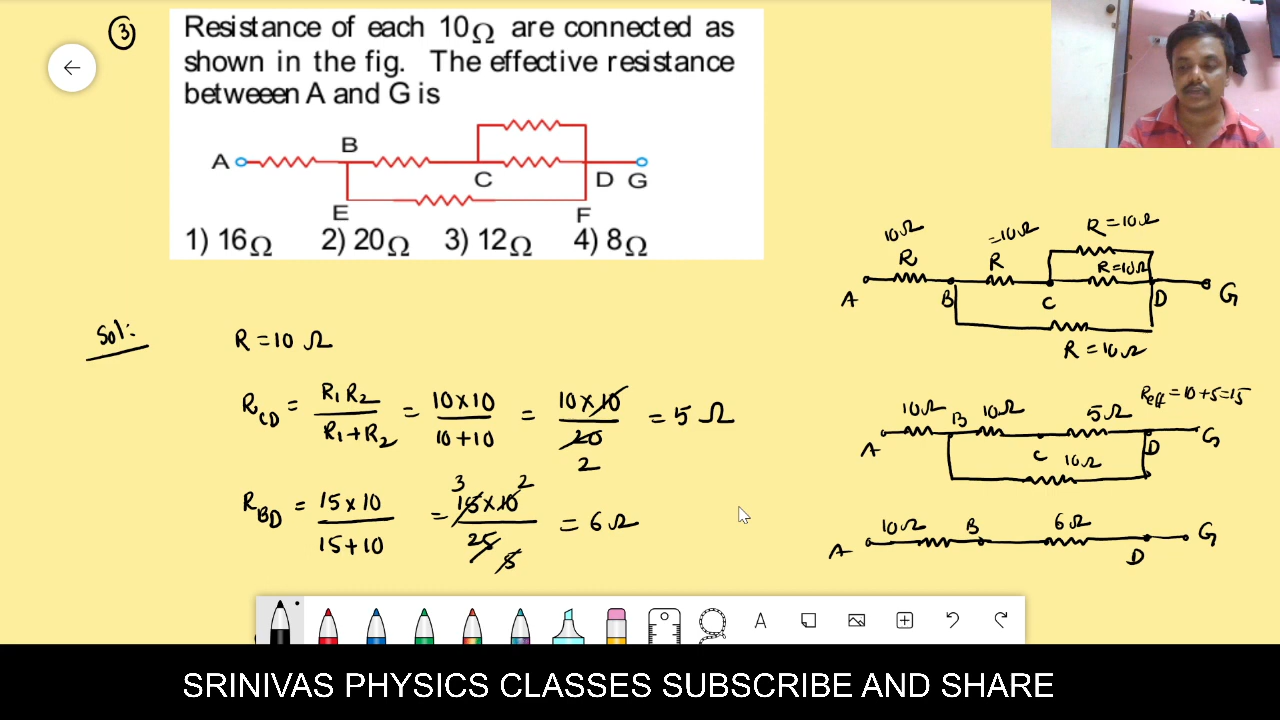 3
Resistance of each 10Ω are connected as
shown in the fig. The effective resistance
betweeen A and G is
A B C D G
E F
1) 16Ω 2) 20Ω 3) 12Ω 4) 8Ω
10Ω =10Ω R=10Ω
R R R=10Ω
A B C D G
R=10Ω
Sol:
R = 10 Ω
R_CD = R₁R₂/(R₁+R₂) = 10×10/(10+10) = 10×10/20 2 = 5 Ω
R_BD = 15×10/(15+10) = 3 15×10 2/25 5 = 6Ω
Reff = 10+5=15
10Ω B 10Ω 5Ω
A C D G
10Ω
10Ω B 6Ω
A D G
A
SRINIVAS PHYSICS CLASSES SUBSCRIBE AND SHARE